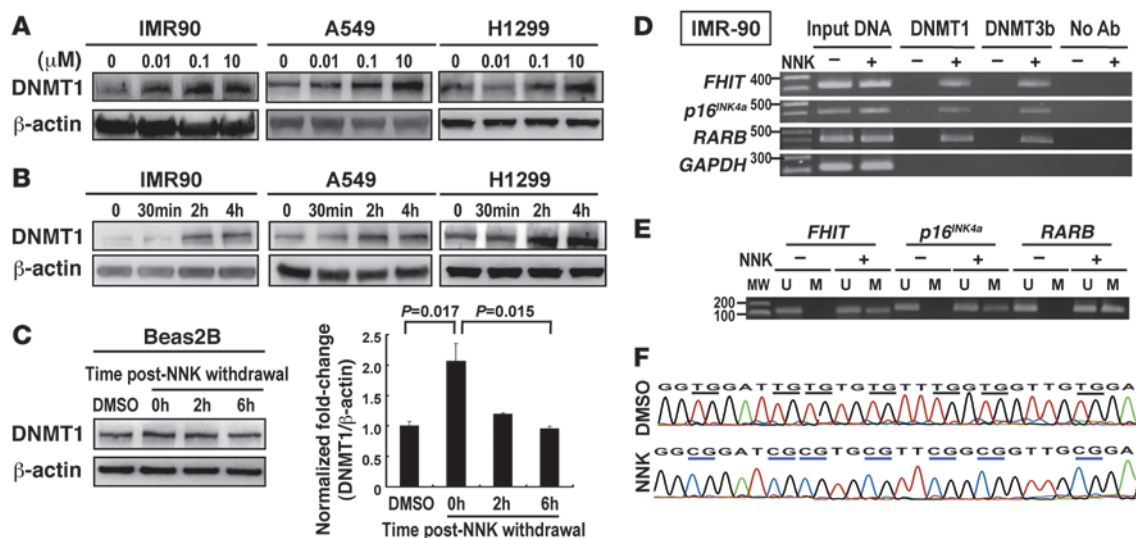 A
IMR90 A549 H1299
(μM) 0 0.01 0.1 10 0 0.01 0.1 10 0 0.01 0.1 10
DNMT1
β-actin
B
IMR90 A549 H1299
0 30min 2h 4h 0 30min 2h 4h 0 30min 2h 4h
DNMT1
β-actin
C
Beas2B
Time post-NNK withdrawal
DMSO 0h 2h 6h
DNMT1
β-actin
P=0.017 P=0.015
Normalized fold-change
(DNMT1/β-actin)
2.5
2.0
1.5
1.0
0.5
0
DMSO 0h 2h 6h
Time post-NNK withdrawal
D
IMR-90
Input DNA DNMT1 DNMT3b No Ab
NNK − + − + − + − +
FHIT 400
p16INK4a 500
RARB 500
GAPDH 300
E
FHIT p16INK4a RARB
NNK − + − + − +
MW U M U M U M U M U M U M
200
100
F
DMSO
GGTGGATTGTGTGTGTTTGGTGGTTGTGGA
NNK
GGCGGATCGCGTGCGTTCGGCGGTTGCGGA